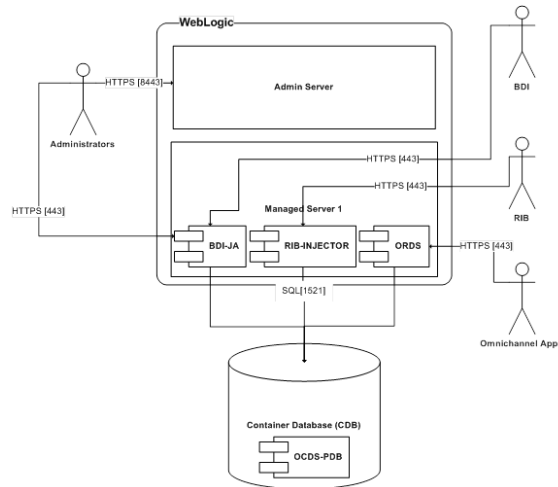 WebLogic
BDI
HTTPS [8443]
Admin Server
Administrators
HTTPS [443]
HTTPS [443]
RIB
HTTPS [443]
Managed Server 1
BDI-JA
RIB-INJECTOR
ORDS
HTTPS [443]
SQL[1521]
Omnichannel App
Container Database (CDB)
OCDS-PDB